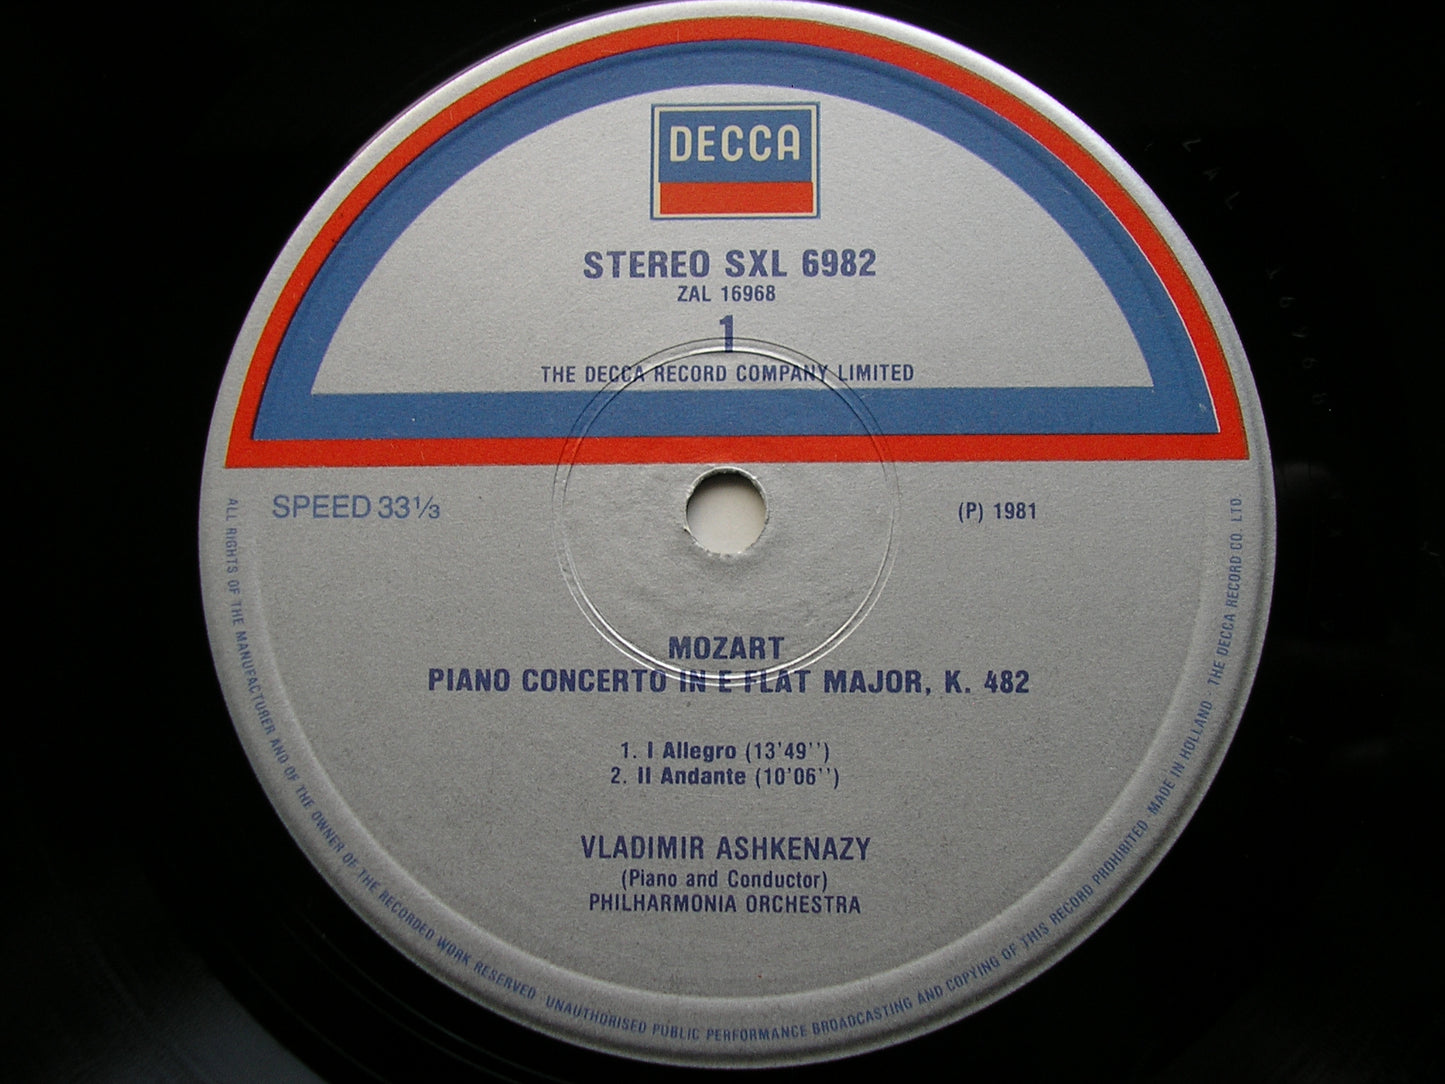 DECCA
STEREO SXL 6982
ZAL 16968
1
THE DECCA RECORD COMPANY LIMITED
SPEED 33⅓
(P) 1981
MOZART
PIANO CONCERTO IN E FLAT MAJOR, K. 482
1. I Allegro (13'49'')
2. II Andante (10'06'')
VLADIMIR ASHKENAZY
(Piano and Conductor)
PHILHARMONIA ORCHESTRA
ALL RIGHTS OF THE MANUFACTURER AND OF THE OWNER OF THE RECORDED WORK RESERVED · UNAUTHORISED PUBLIC PERFORMANCE BROADCASTING AND COPYING OF THIS RECORD PROHIBITED · MADE IN HOLLAND · THE DECCA RECORD CO. LTD.